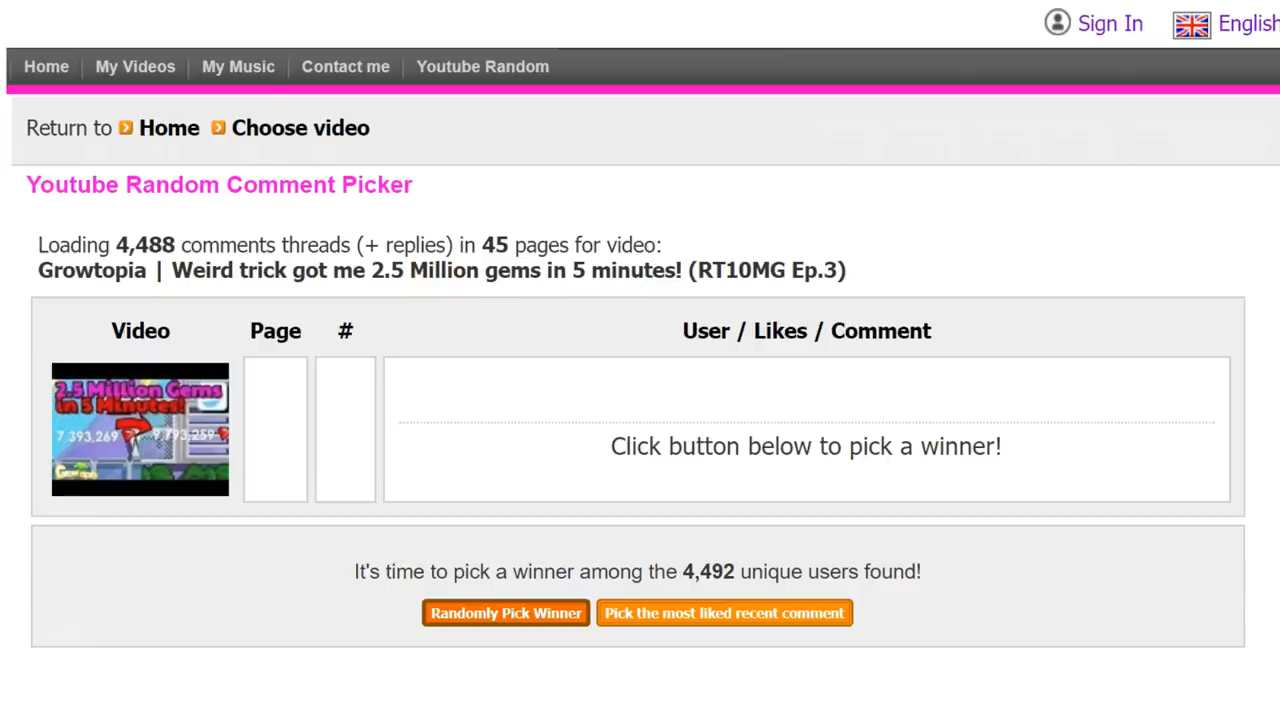 Sign In English
Home My Videos My Music Contact me Youtube Random
Return to Home Choose video
Youtube Random Comment Picker
Loading 4,488 comments threads (+ replies) in 45 pages for video:
Growtopia | Weird trick got me 2.5 Million gems in 5 minutes! (RT10MG Ep.3)
Video Page # User / Likes / Comment
2.5 Million Gems
in 5 Minutes!
7,393,269 9,793,259
Click button below to pick a winner!
It's time to pick a winner among the 4,492 unique users found!
Randomly Pick Winner Pick the most liked recent comment